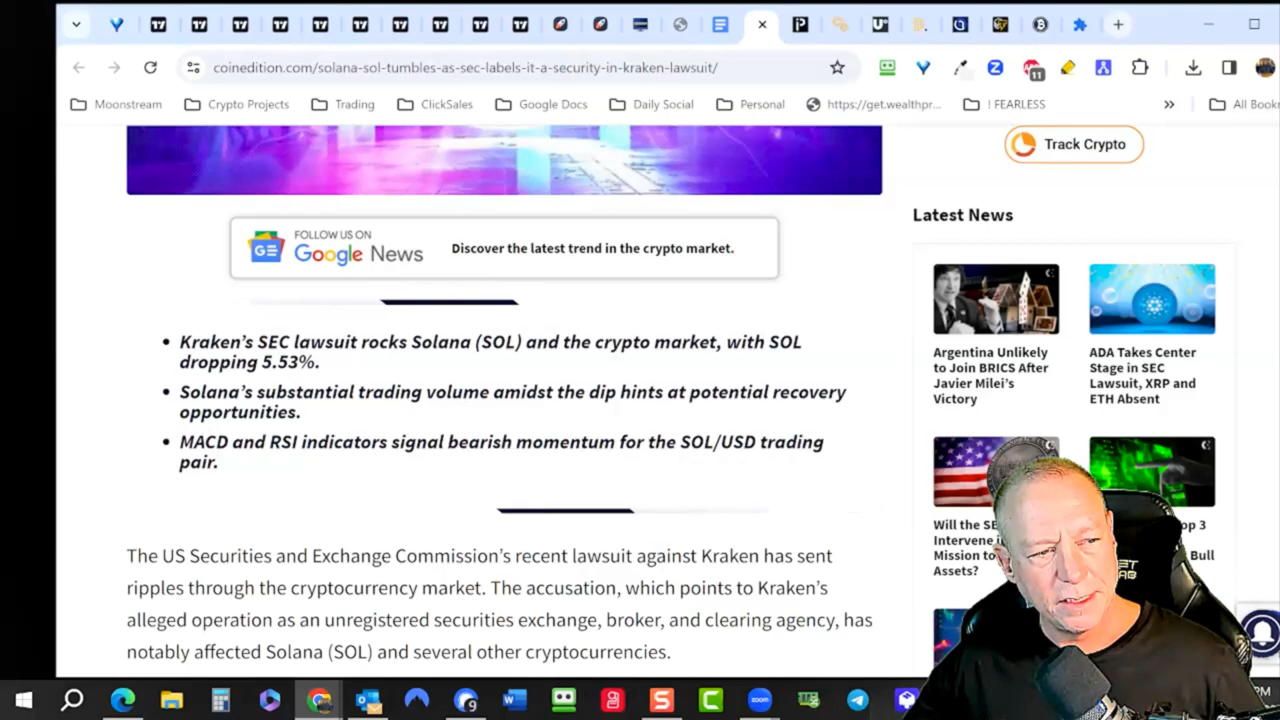 coinedition.com/solana-sol-tumbles-as-sec-labels-it-a-security-in-kraken-lawsuit/
11
Moonstream
Crypto Projects
Trading
ClickSales
Google Docs
Daily Social
Personal
https://get.wealthpr...
! FEARLESS
»
All Bookr
Track Crypto
Latest News
FOLLOW US ON
Google News
GE
Discover the latest trend in the crypto market.
• Kraken’s SEC lawsuit rocks Solana (SOL) and the crypto market, with SOL
dropping 5.53%.
• Solana’s substantial trading volume amidst the dip hints at potential recovery
opportunities.
• MACD and RSI indicators signal bearish momentum for the SOL/USD trading
pair.
The US Securities and Exchange Commission’s recent lawsuit against Kraken has sent
ripples through the cryptocurrency market. The accusation, which points to Kraken’s
alleged operation as an unregistered securities exchange, broker, and clearing agency, has
notably affected Solana (SOL) and several other cryptocurrencies.
Argentina Unlikely
to Join BRICS After
Javier Milei’s
Victory
ADA Takes Center
Stage in SEC
Lawsuit, XRP and
ETH Absent
Will the SE
Intervene i
Mission to
Assets?
op 3
Bull
9
zoom
PM